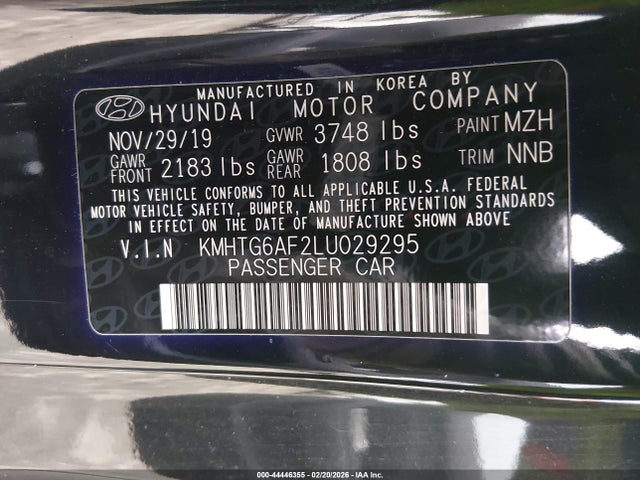 MANUFACTURED IN KOREA BY
HYUNDAI MOTOR COMPANY
NOV/29/19 GVWR 3748 lbs PAINT MZH
GAWR FRONT 2183 lbs GAWR REAR 1808 lbs TRIM NNB
THIS VEHICLE CONFORMS TO ALL APPLICABLE U.S.A. FEDERAL
MOTOR VEHICLE SAFETY, BUMPER, AND THEFT PREVENTION STANDARDS
IN EFFECT ON THE DATE OF MANUFACTURE SHOWN ABOVE.
V.I.N KMHTG6AF2LU029295
PASSENGER CAR
000-44446355 - 02/20/2026 - IAA Inc.